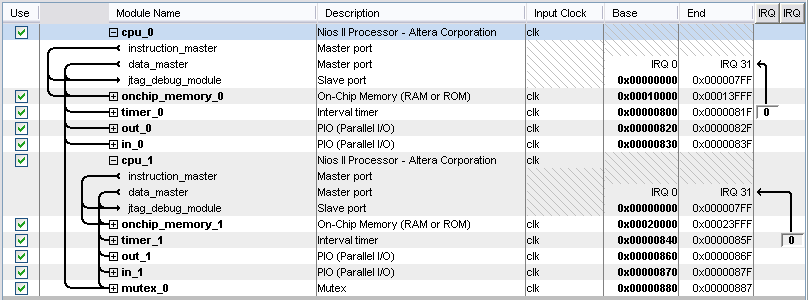 Use Module Name Description Input Clock Base End IRQ IRQ
cpu_0 Nios II Processor - Altera Corporation clk
instruction_master Master port
data_master Master port IRQ 0 IRQ 31
jtag_debug_module Slave port 0x00000000 0x000007FF
onchip_memory_0 On-Chip Memory (RAM or ROM) clk 0x00010000 0x00013FFF
timer_0 Interval timer clk 0x00000800 0x0000081F 0
out_0 PIO (Parallel I/O) clk 0x00000820 0x0000082F
in_0 PIO (Parallel I/O) clk 0x00000830 0x0000083F
cpu_1 Nios II Processor - Altera Corporation clk
instruction_master Master port
data_master Master port IRQ 0 IRQ 31
jtag_debug_module Slave port 0x00000000 0x000007FF
onchip_memory_1 On-Chip Memory (RAM or ROM) clk 0x00020000 0x00023FFF
timer_1 Interval timer clk 0x00000840 0x0000085F 0
out_1 PIO (Parallel I/O) clk 0x00000860 0x0000086F
in_1 PIO (Parallel I/O) clk 0x00000870 0x0000087F
mutex_0 Mutex clk 0x00000880 0x00000887